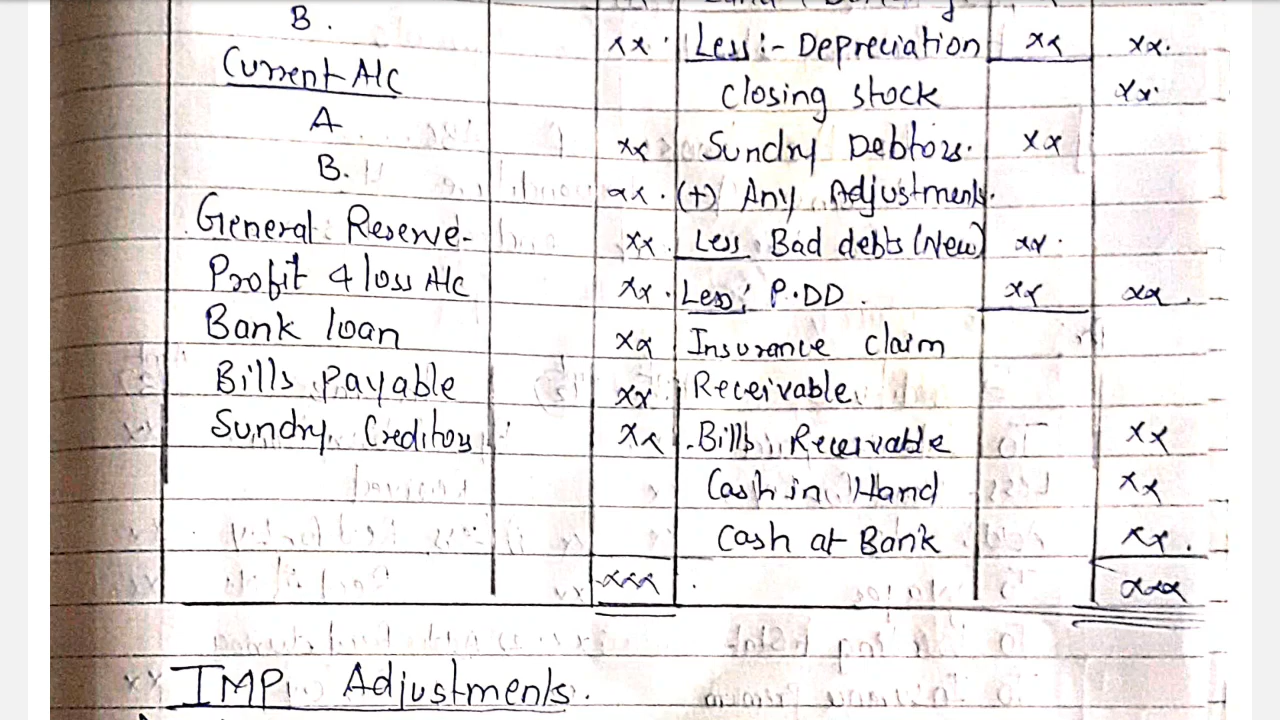 B. xx. Less:- Depreciation xx xx.
Current A/c closing stock xx.
A xx Sundry Debtors. xx
B. xx. (+) Any Adjustments.
General Reserve- xx. Less Bad debts (New) xx.
Profit & loss A/c xx. Less: P.DD. xx xx.
Bank loan xx Insurance claim
Bills Payable xx Receivable.
Sundry Creditors xx Bills Receivable xx
Cash in Hand xx
Cash at Bank xx.
xxx xxx
IMP. Adjustments.